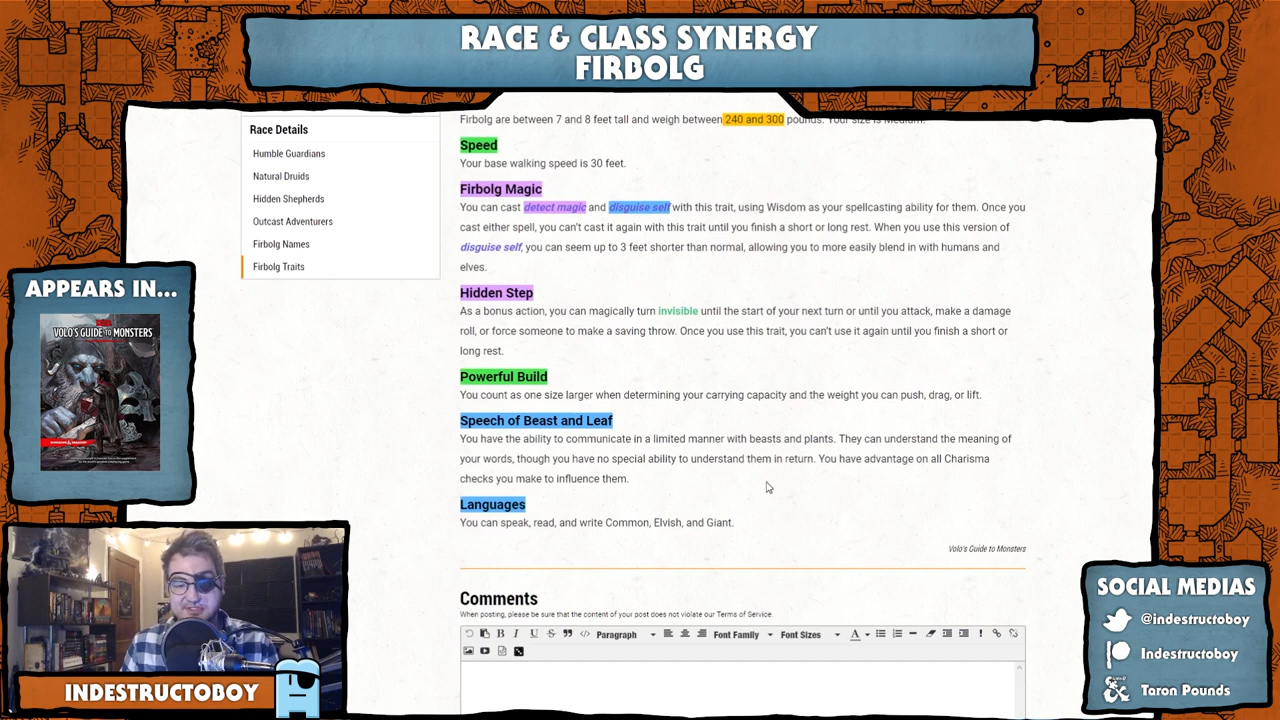 RACE & CLASS SYNERGY
FIRBOLG
Race Details
Humble Guardians
Natural Druids
Hidden Shepherds
Outcast Adventurers
Firbolg Names
Firbolg Traits
Firbolg are between 7 and 8 feet tall and weigh between 240 and 300 pounds. Your size is Medium.
Speed
Your base walking speed is 30 feet.
Firbolg Magic
You can cast detect magic and disguise self with this trait, using Wisdom as your spellcasting ability for them. Once you
cast either spell, you can't cast it again with this trait until you finish a short or long rest. When you use this version of
disguise self, you can seem up to 3 feet shorter than normal, allowing you to more easily blend in with humans and
elves.
Hidden Step
As a bonus action, you can magically turn invisible until the start of your next turn or until you attack, make a damage
roll, or force someone to make a saving throw. Once you use this trait, you can't use it again until you finish a short or
long rest.
Powerful Build
You count as one size larger when determining your carrying capacity and the weight you can push, drag, or lift.
Speech of Beast and Leaf
You have the ability to communicate in a limited manner with beasts and plants. They can understand the meaning of
your words, though you have no special ability to understand them in return. You have advantage on all Charisma
checks you make to influence them.
Languages
You can speak, read, and write Common, Elvish, and Giant.
Volo's Guide to Monsters
Comments
When posting, please be sure that the content of your post does not violate our Terms of Service.
B I U S Paragraph Font Family Font Sizes A
APPEARS IN...
VOLO'S GUIDE TO MONSTERS
INDESTRUCTOBOY
SOCIAL MEDIAS
@indestructoboy
Indestructoboy
Taron Pounds